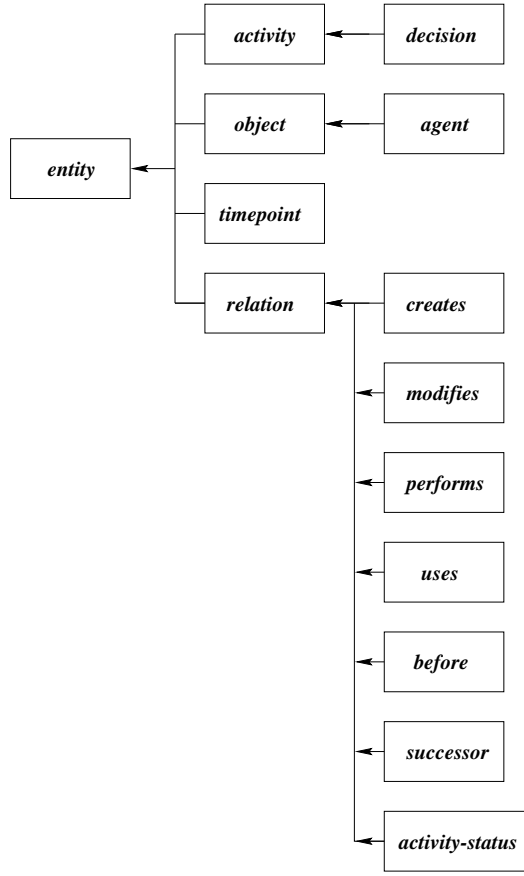 activity
decision
object
agent
entity
timepoint
relation
creates
modifies
performs
uses
before
successor
activity-status